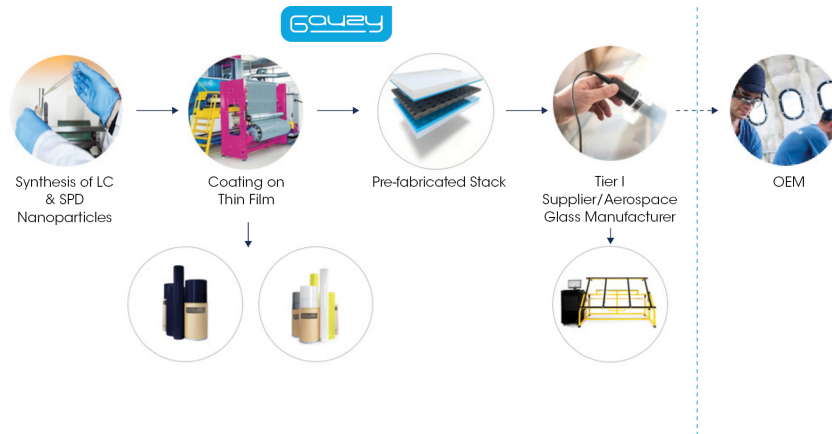 Gauzy
Synthesis of LC
& SPD
Nanoparticles
Coating on
Thin Film
Pre-fabricated Stack
Tier I
Supplier/Aerospace
Glass Manufacturer
OEM